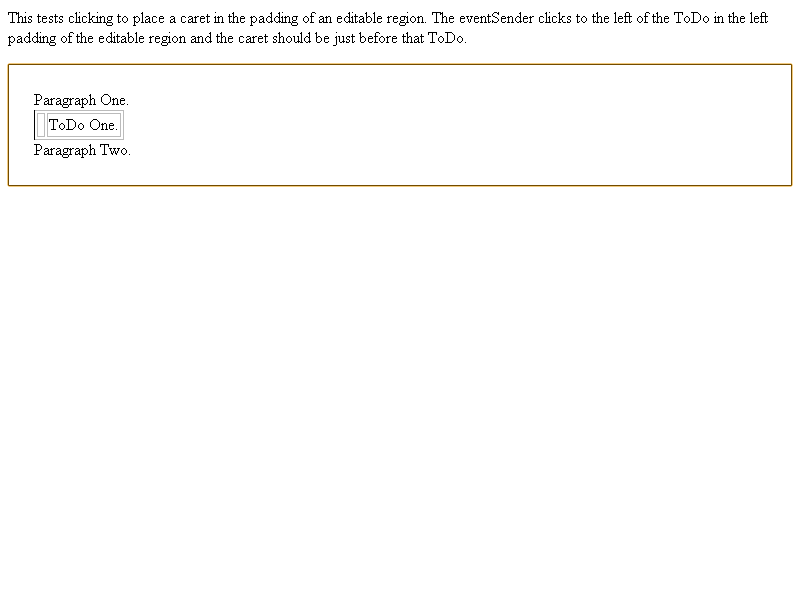 This tests clicking to place a caret in the padding of an editable region. The eventSender clicks to the left of the ToDo in the left
padding of the editable region and the caret should be just before that ToDo.
Paragraph One.
ToDo One.
Paragraph Two.